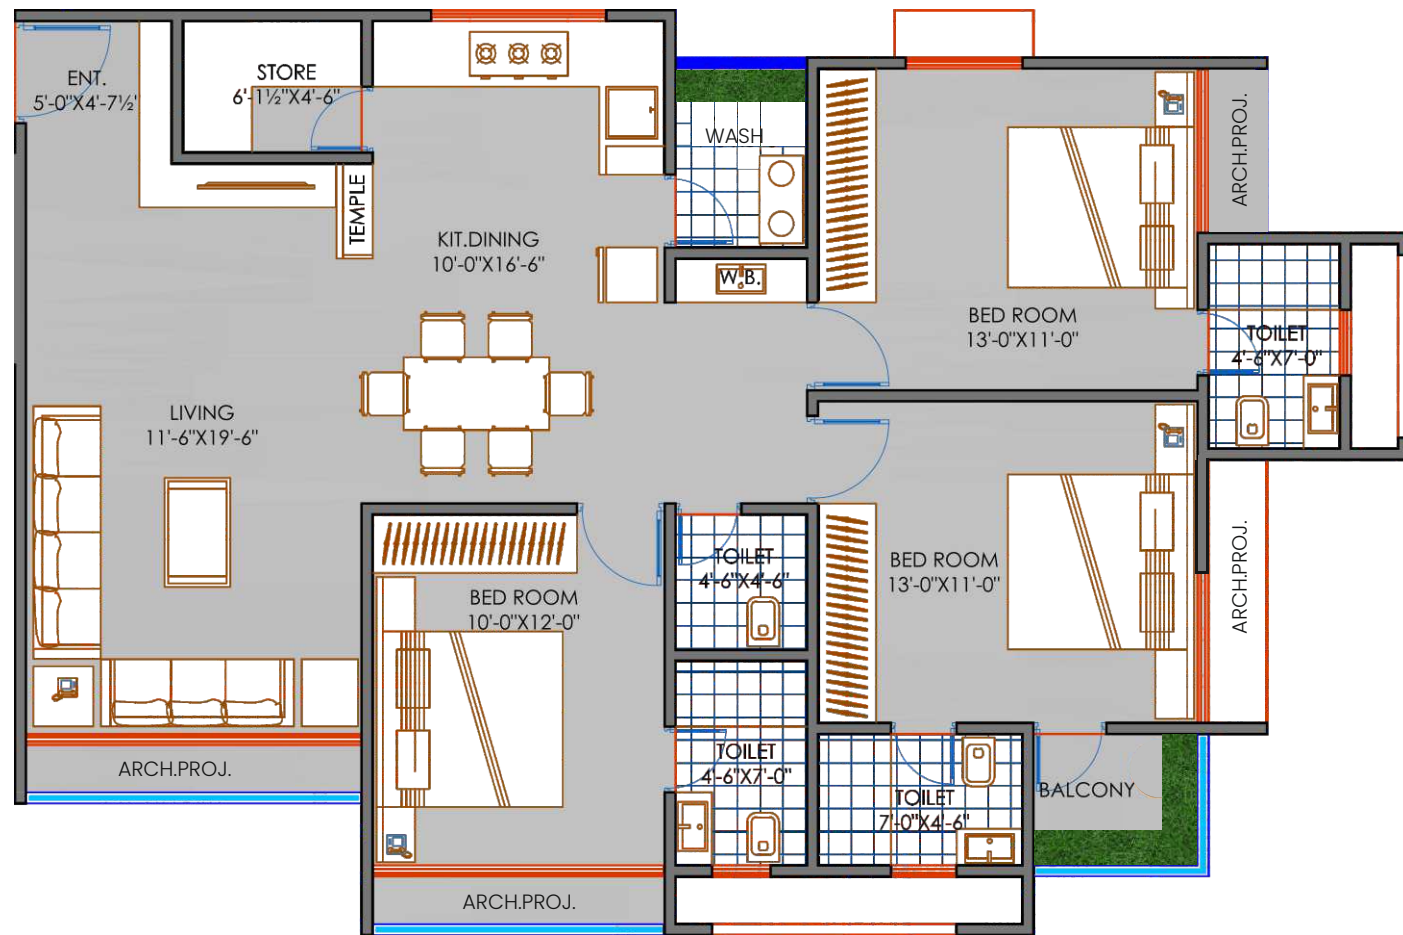 ENT.
5'-0"X4'-7½"
STORE
6'-1½"X4'-6"
WASH
ARCH.PROJ.
TEMPLE
KIT.DINING
10'-0"X16'-6"
W.B.
BED ROOM
13'-0"X11'-0"
TOILET
4'-6"X7'-0"
LIVING
11'-6"X19'-6"
BED ROOM
13'-0"X11'-0"
ARCH.PROJ.
TOILET
4'-6"X4'-6"
BED ROOM
10'-0"X12'-0"
TOILET
4'-6"X7'-0"
ARCH.PROJ.
TOILET
7'-0"X4'-6"
BALCONY
ARCH.PROJ.